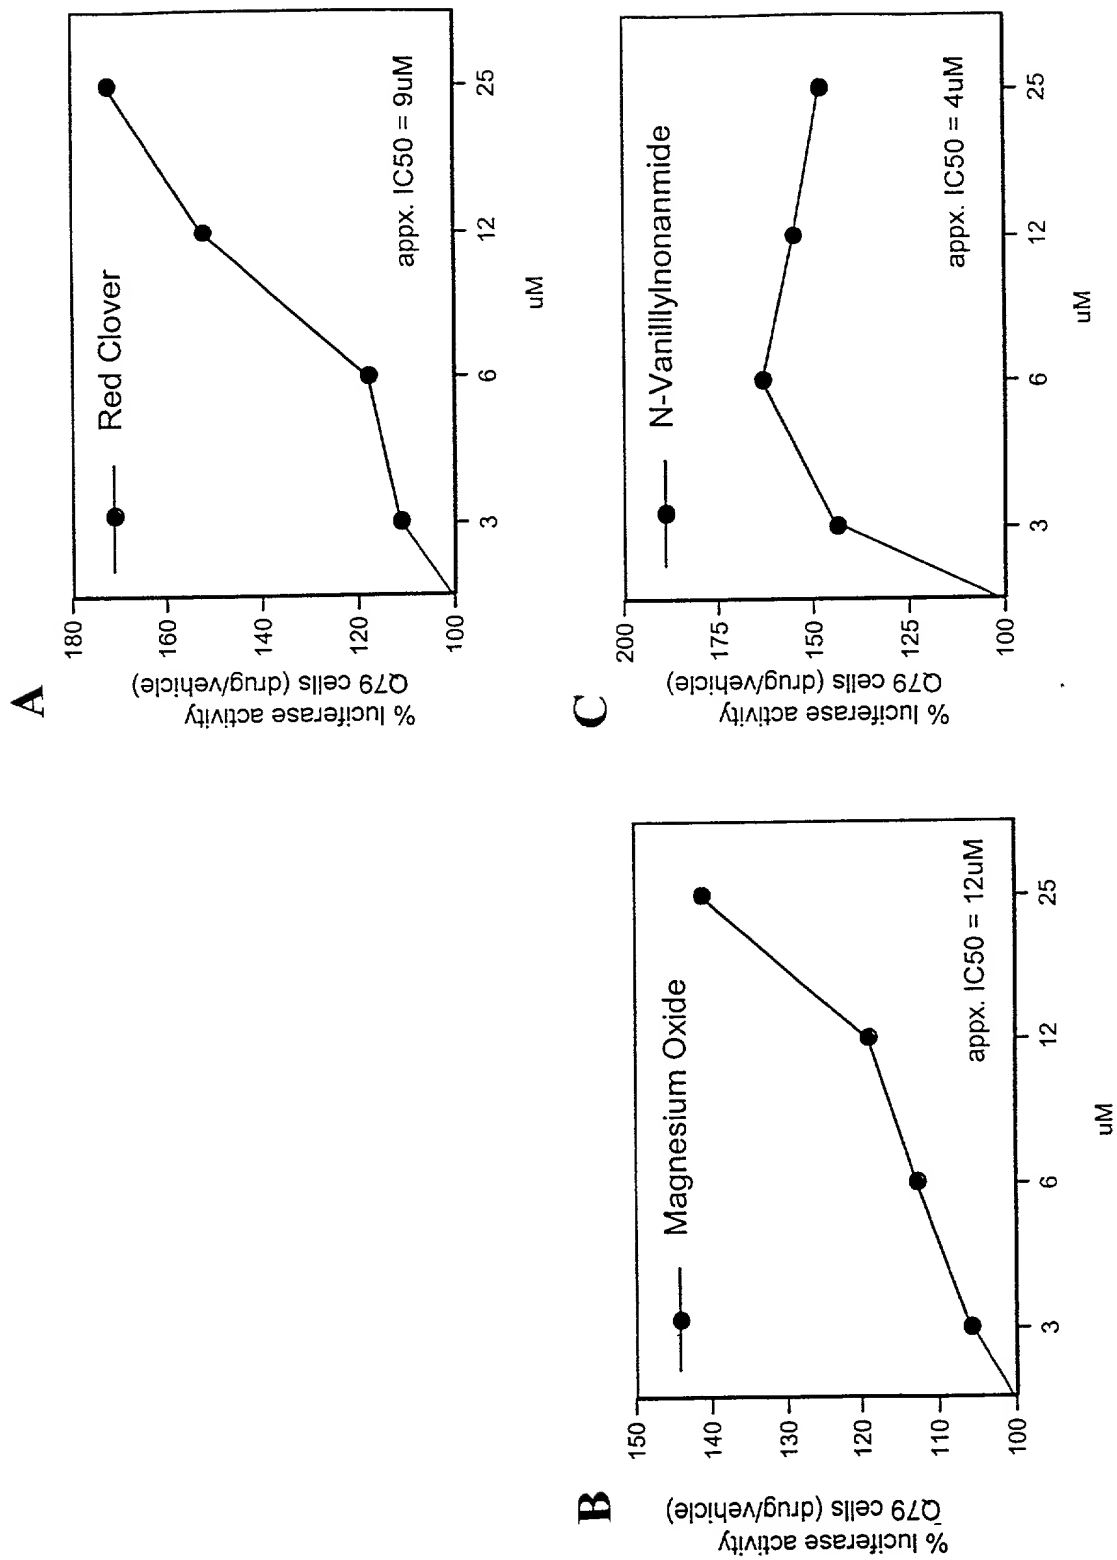 A
% luciferase activity
Q79 cells (drug/vehicle)
180
160
140
120
100
Red Clover
appx. IC50 = 9uM
3 6 12 25
uM
B
% luciferase activity
Q79 cells (drug/vehicle)
150
140
130
120
110
100
Magnesium Oxide
appx. IC50 = 12uM
3 6 12 25
uM
C
% luciferase activity
Q79 cells (drug/vehicle)
200
175
150
125
100
N-Vanilllylnonanmide
appx. IC50 = 4uM
3 6 12 25
uM